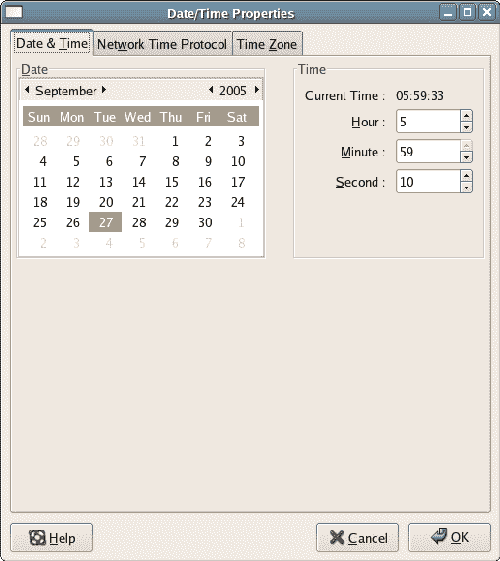 Date/Time Properties
Date & Time Network Time Protocol Time Zone
Date
September 2005
Sun Mon Tue Wed Thu Fri Sat
28 29 30 31 1 2 3
4 5 6 7 8 9 10
11 12 13 14 15 16 17
18 19 20 21 22 23 24
25 26 27 28 29 30 1
2 3 4 5 6 7 8
Time
Current Time : 05:59:33
Hour : 5
Minute : 59
Second : 10
Help Cancel OK